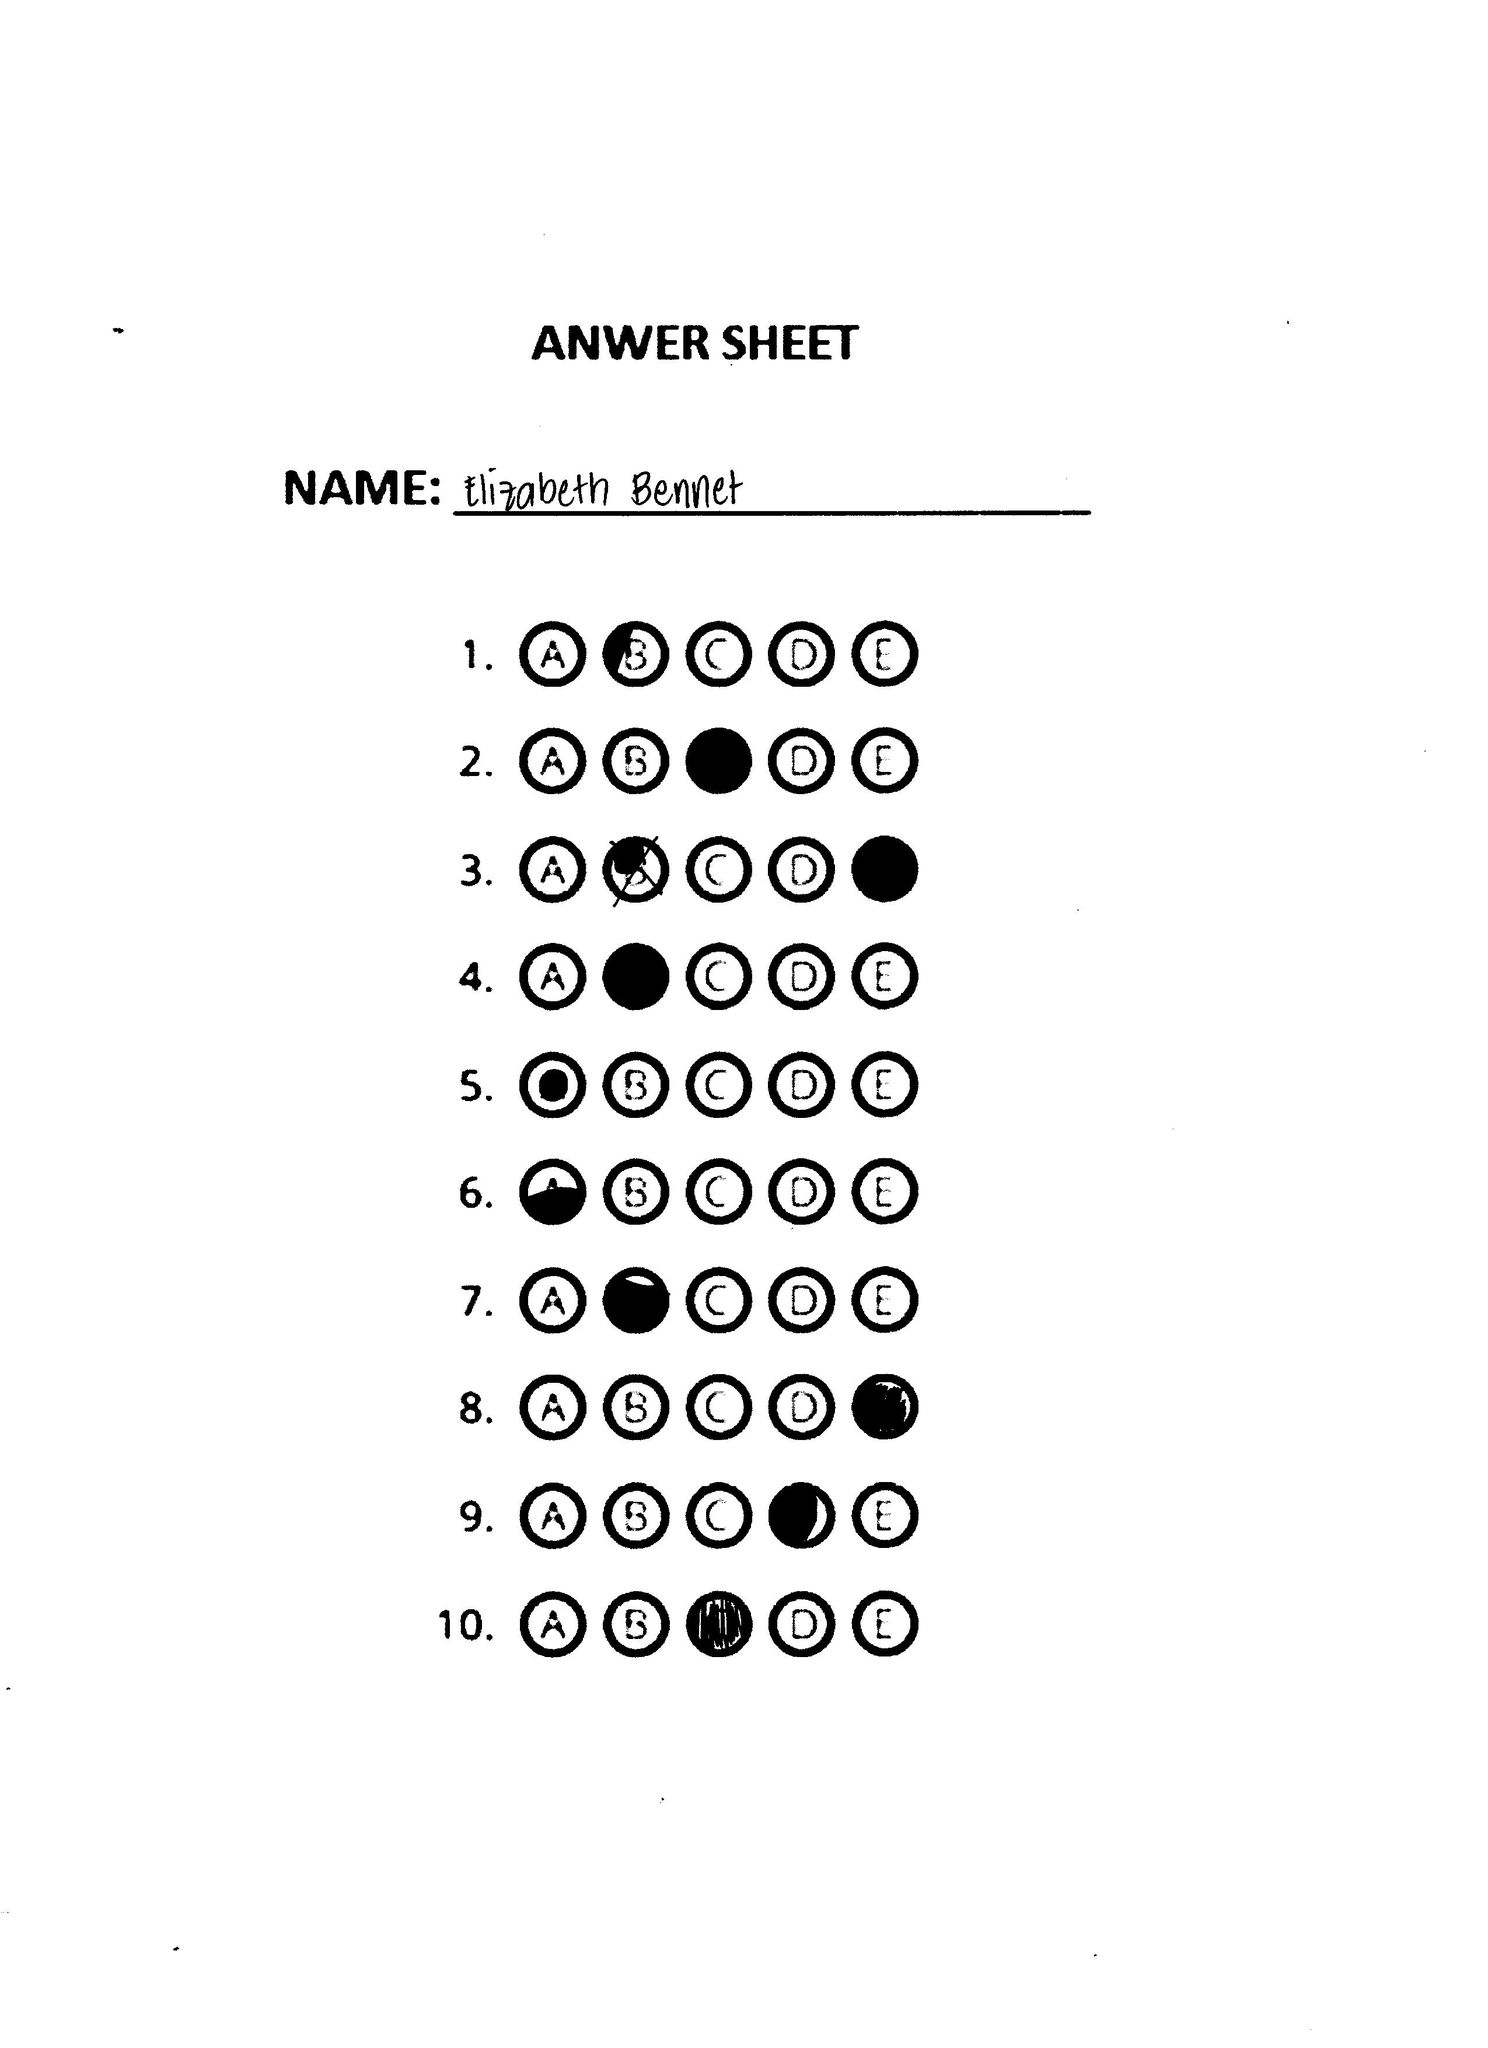 ANWER SHEET
NAME: Elizabeth Bennet
1. A B C D E
2. A B D E
3. A B C D
4. A C D E
5. B C D E
6. A B C D E
7. A C D E
8. A B C D
9. A B C E
10. A B D E